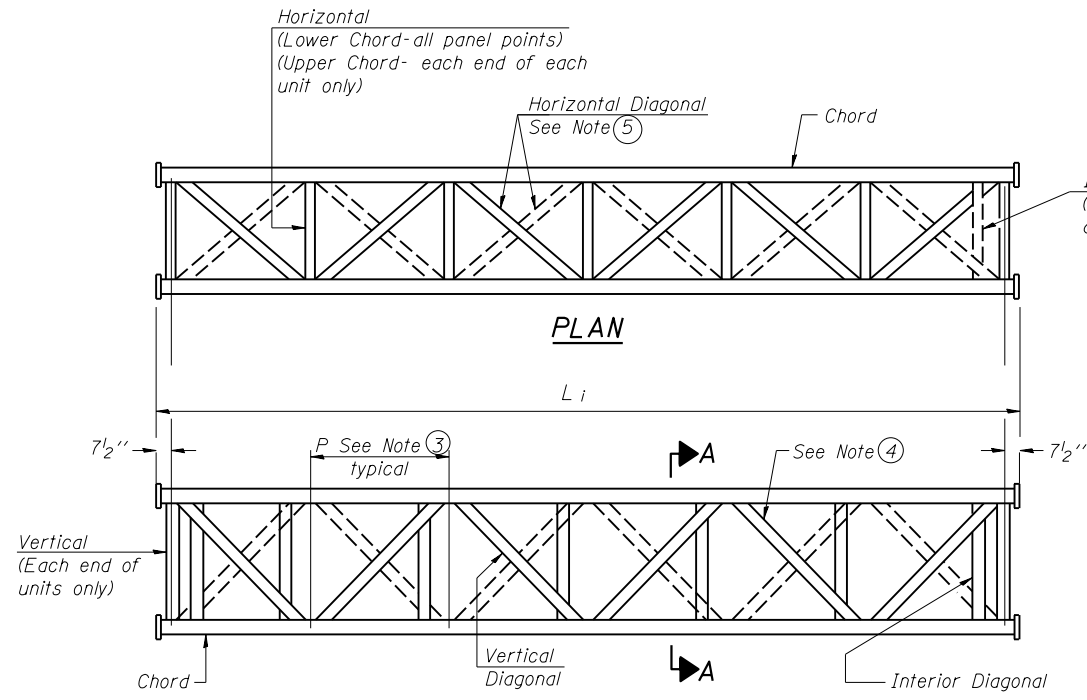 Horizontal
(Lower Chord-all panel points)
(Upper Chord- each end of each
unit only)
Horizontal Diagonal
See Note 5
Chord
PLAN
L i
7½''
P See Note 3
typical
A
See Note 4
7½''
Vertical
(Each end of
units only)
Chord
Vertical
Diagonal
A
Interior Diagonal